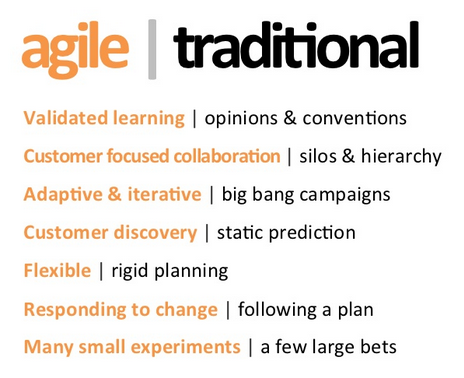 agile | traditional
Validated learning | opinions & conventions
Customer focused collaboration | silos & hierarchy
Adaptive & iterative | big bang campaigns
Customer discovery | static prediction
Flexible | rigid planning
Responding to change | following a plan
Many small experiments | a few large bets